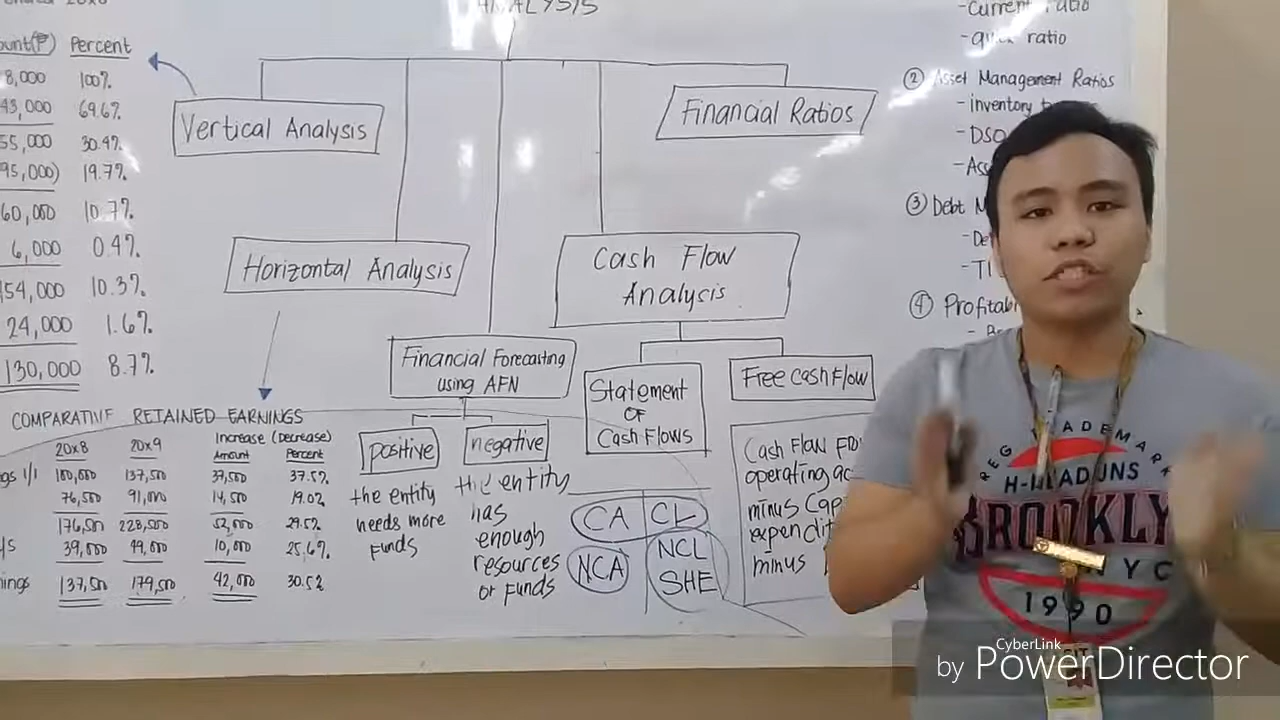 ANALYSIS
Percent
8,000 100%
43,000 69.6%
55,000 30.4%
95,000) 19.7%
60,000 10.7%
6,000 0.4%
154,000 10.3%
24,000 1.6%
130,000 8.7%
Vertical Analysis
Horizontal Analysis
Financial Forecasting
using AFN
positive
the entity
needs more
funds
negative
the entity
has
enough
resources
or funds
Cash Flow
Analysis
Statement
OF
Cash Flows
CA CL
NCA NCL
SHE
Free cash Flow
Cash Flow
operating
minus
minus
Financial Ratios
-Current ratio
-quick ratio
② Asset Management Ratios
-inventory
-DSO
③ Debt
④
COMPARATIVE RETAINED EARNINGS
20x8 20x9 Increase (Decrease)
Amount Percent
1/1 100,000 137,500 37,500 37.5%
76,500 91,000 14,500 19.02
176,500 228,500 52,000 29.5%
39,000 49,000 10,000 25.6%
137,500 179,500 42,000 30.5%
REG TRADEMARK
BROOKLYN
NYC
1990
CyberLink
by PowerDirector